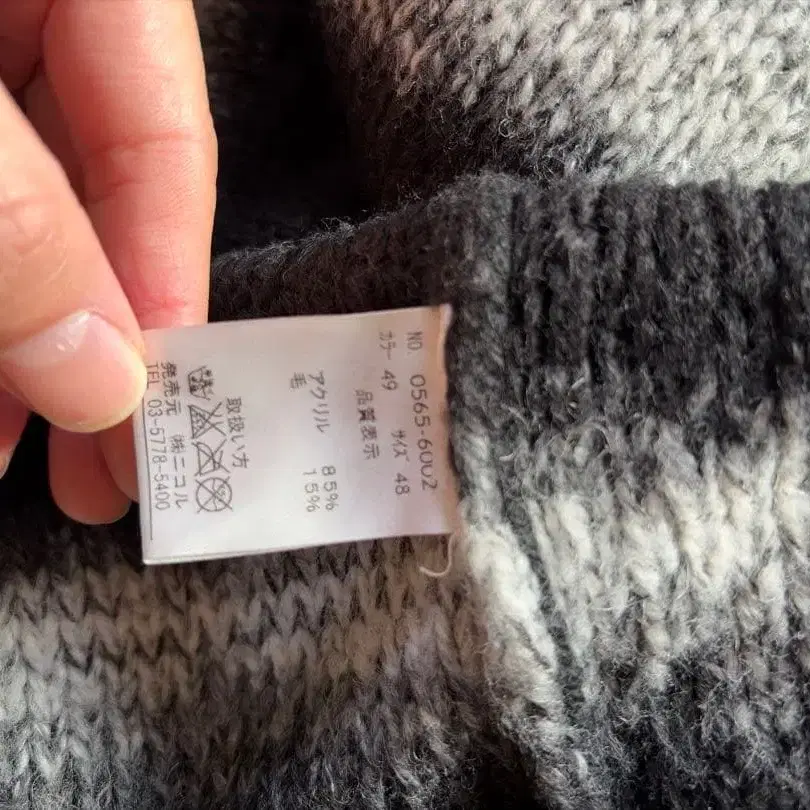 NO. 0565-6002
カラー 49 サイズ 48
品質表示
アクリル 85%
毛 15%
取扱い方
発売元 (株)ニコル
TEL 03-5778-5400